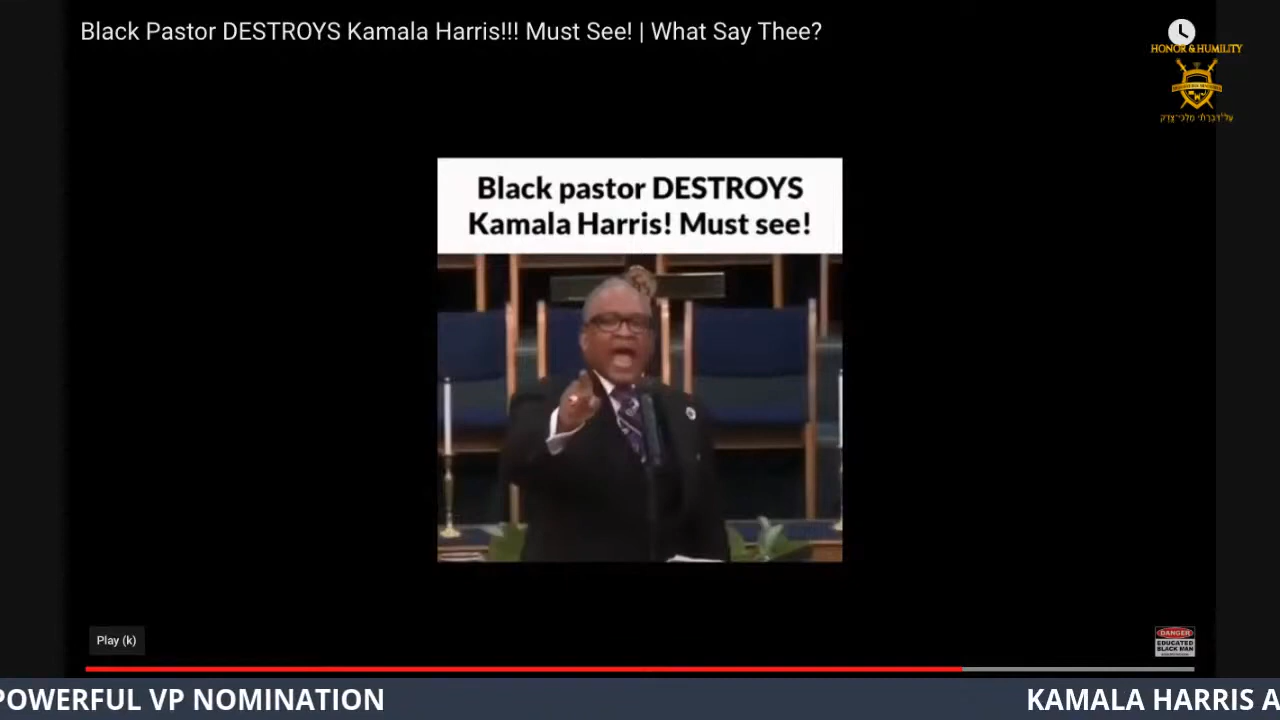 Black Pastor DESTROYS Kamala Harris!!! Must See! | What Say Thee?
HONOR & HUMILITY
Black pastor DESTROYS
Kamala Harris! Must see!
Play (k)
DANGER
EDUCATED
BLACK MAN
POWERFUL VP NOMINATION
KAMALA HARRIS A